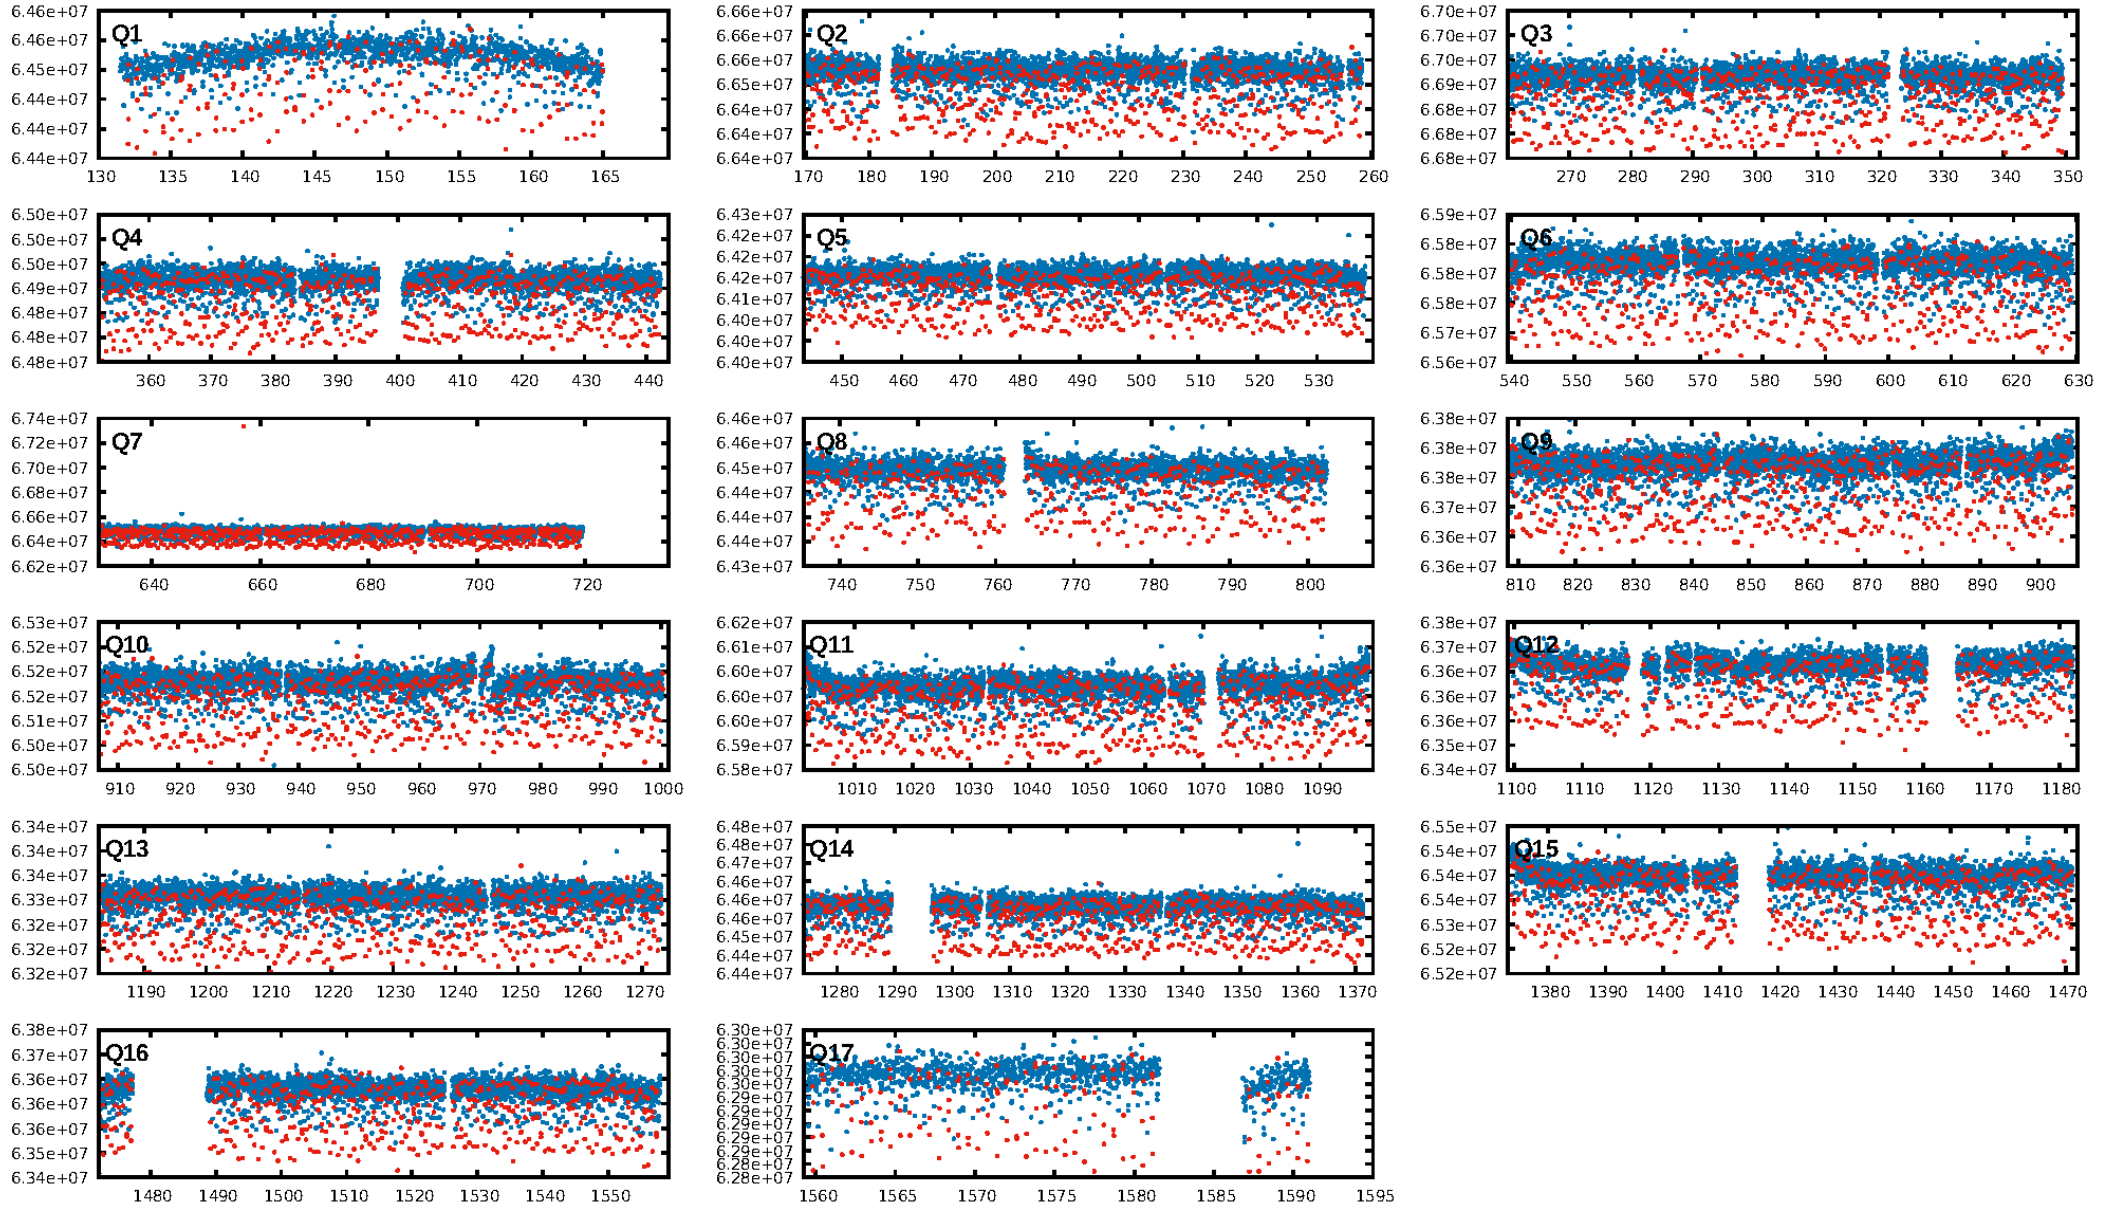 6.46e+07 6.46e+07 6.45e+07 6.44e+07 6.44e+07 6.44e+07
Q1
130 135 140 145 150 155 160 165
6.66e+07 6.66e+07 6.66e+07 6.65e+07 6.64e+07 6.64e+07 6.64e+07
Q2
170 180 190 200 210 220 230 240 250 260
6.70e+07 6.70e+07 6.69e+07 6.69e+07 6.68e+07 6.68e+07 6.68e+07
Q3
270 280 290 300 310 320 330 340 350
6.50e+07 6.50e+07 6.50e+07 6.49e+07 6.48e+07 6.48e+07 6.48e+07
Q4
360 370 380 390 400 410 420 430 440
6.43e+07 6.42e+07 6.42e+07 6.42e+07 6.41e+07 6.40e+07 6.40e+07 6.40e+07
Q5
450 460 470 480 490 500 510 520 530
6.59e+07 6.58e+07 6.58e+07 6.58e+07 6.57e+07 6.56e+07
Q6
540 550 560 570 580 590 600 610 620 630
6.74e+07 6.72e+07 6.70e+07 6.68e+07 6.66e+07 6.64e+07 6.62e+07
Q7
640 660 680 700 720
6.46e+07 6.46e+07 6.45e+07 6.44e+07 6.44e+07 6.44e+07 6.43e+07
Q8
740 750 760 770 780 790 800
6.38e+07 6.38e+07 6.38e+07 6.37e+07 6.36e+07 6.36e+07
Q9
810 820 830 840 850 860 870 880 890 900
6.53e+07 6.52e+07 6.52e+07 6.52e+07 6.51e+07 6.50e+07 6.50e+07
Q10
910 920 930 940 950 960 970 980 990 1000
6.62e+07 6.61e+07 6.60e+07 6.60e+07 6.60e+07 6.59e+07 6.58e+07
Q11
1010 1020 1030 1040 1050 1060 1070 1080 1090
6.38e+07 6.37e+07 6.36e+07 6.36e+07 6.36e+07 6.35e+07 6.34e+07
Q12
1100 1110 1120 1130 1140 1150 1160 1170 1180
6.34e+07 6.34e+07 6.34e+07 6.33e+07 6.32e+07 6.32e+07 6.32e+07
Q13
1190 1200 1210 1220 1230 1240 1250 1260 1270
6.48e+07 6.48e+07 6.47e+07 6.46e+07 6.46e+07 6.46e+07 6.45e+07 6.44e+07 6.44e+07
Q14
1280 1290 1300 1310 1320 1330 1340 1350 1360 1370
6.55e+07 6.54e+07 6.54e+07 6.54e+07 6.53e+07 6.52e+07 6.52e+07
Q15
1380 1390 1400 1410 1420 1430 1440 1450 1460 1470
6.38e+07 6.37e+07 6.36e+07 6.36e+07 6.36e+07 6.35e+07 6.34e+07
Q16
1480 1490 1500 1510 1520 1530 1540 1550
6.30e+07 6.30e+07 6.30e+07 6.30e+07 6.30e+07 6.29e+07 6.29e+07 6.29e+07 6.29e+07 6.28e+07 6.28e+07 6.28e+07
Q17
1560 1565 1570 1575 1580 1585 1590 1595